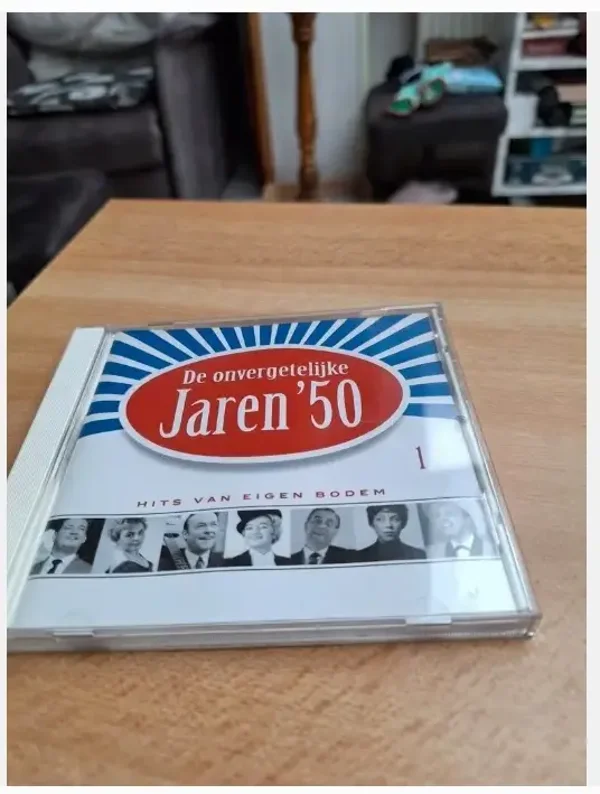 De onvergetelijke
Jaren '50
1
HITS VAN EIGEN BODEM